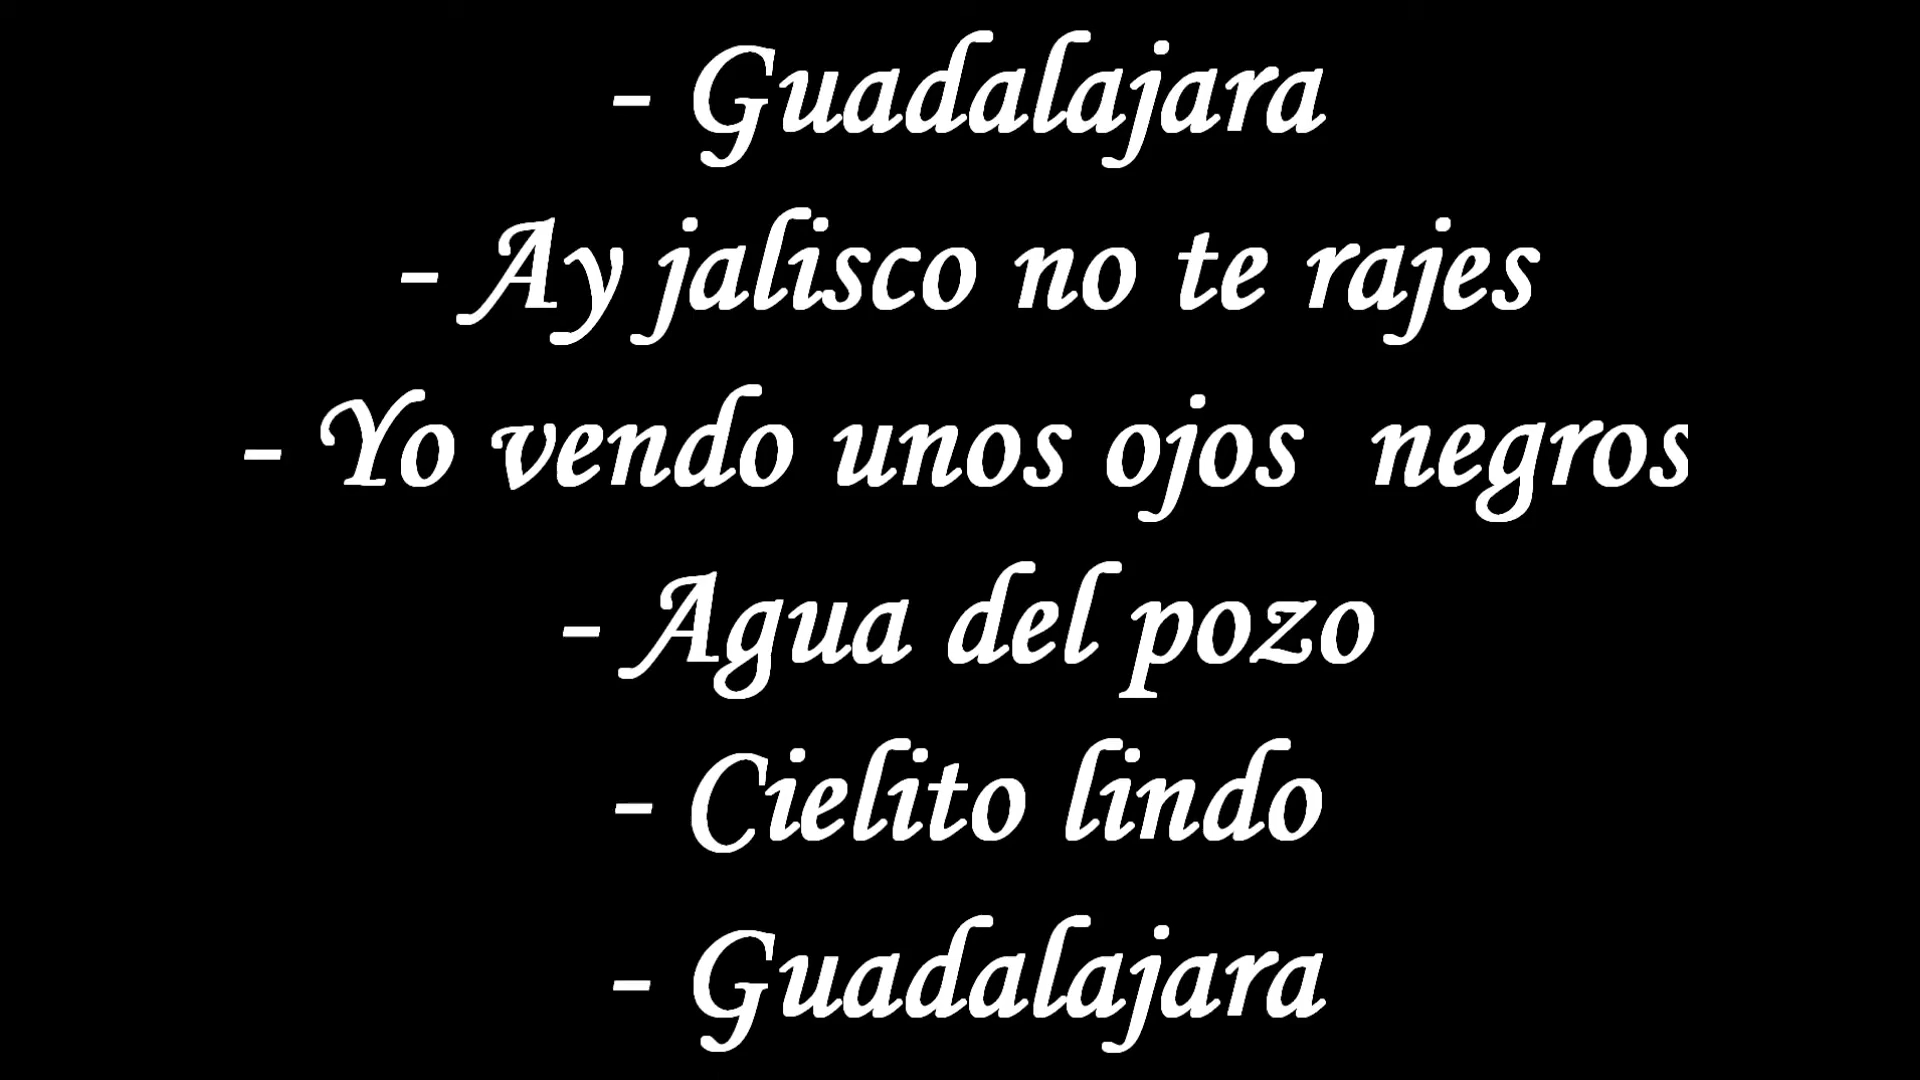 - Guadalajara
- Ay jalisco no te rajes
- Yo vendo unos ojos  negros
- Agua del pozo
- Cielito lindo
- Guadalajara